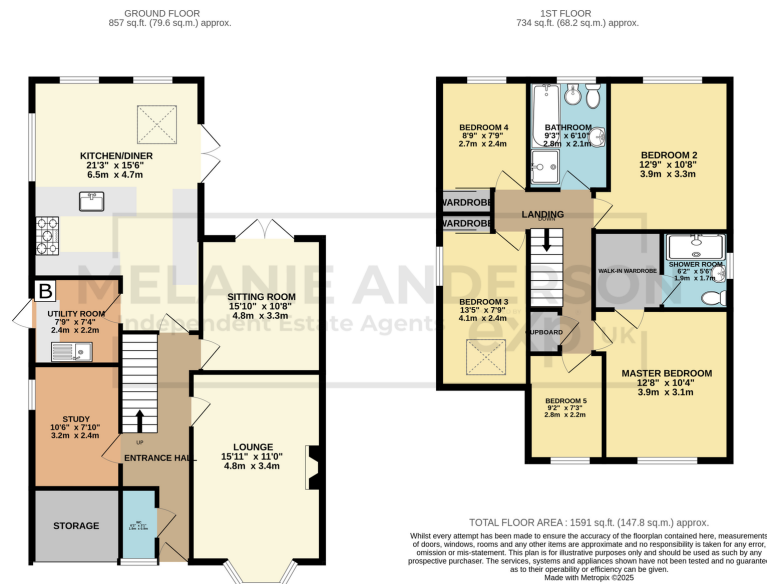 GROUND FLOOR
857 sq.ft. (79.6 sq.m.) approx.
KITCHEN/DINER
21'3" x 15'6"
6.5m x 4.7m
B
UTILITY ROOM
7'9" x 7'4"
2.4m x 2.2m
SITTING ROOM
15'10" x 10'8"
4.8m x 3.3m
STUDY
10'6" x 7'10"
3.2m x 2.4m
UP
ENTRANCE HALL
LOUNGE
15'11" x 11'0"
4.8m x 3.4m
STORAGE
1ST FLOOR
734 sq.ft. (68.2 sq.m.) approx.
BEDROOM 4
8'9" x 7'9"
2.7m x 2.4m
BATHROOM
9'3" x 6'10"
2.8m x 2.1m
BEDROOM 2
12'9" x 10'8"
3.9m x 3.3m
WARDROBE
WARDROBE
LANDING
DOWN
WALK-IN WARDROBE
SHOWER ROOM
6'2" x 5'6"
1.9m x 1.7m
BEDROOM 3
13'5" x 7'9"
4.1m x 2.4m
CUPBOARD
MASTER BEDROOM
12'8" x 10'4"
3.9m x 3.1m
BEDROOM 5
9'2" x 7'3"
2.8m x 2.2m
MELANIE ANDERSON
Independent Estate Agents
exp UK
TOTAL FLOOR AREA : 1591 sq.ft. (147.8 sq.m.) approx.
Whilst every attempt has been made to ensure the accuracy of the floorplan contained here, measurements
of doors, windows, rooms and any other items are approximate and no responsibility is taken for any error,
omission or mis-statement. This plan is for illustrative purposes only and should be used as such by any
prospective purchaser. The services, systems and appliances shown have not been tested and no guarantee
as to their operability or efficiency can be given.
Made with Metropix ©2025